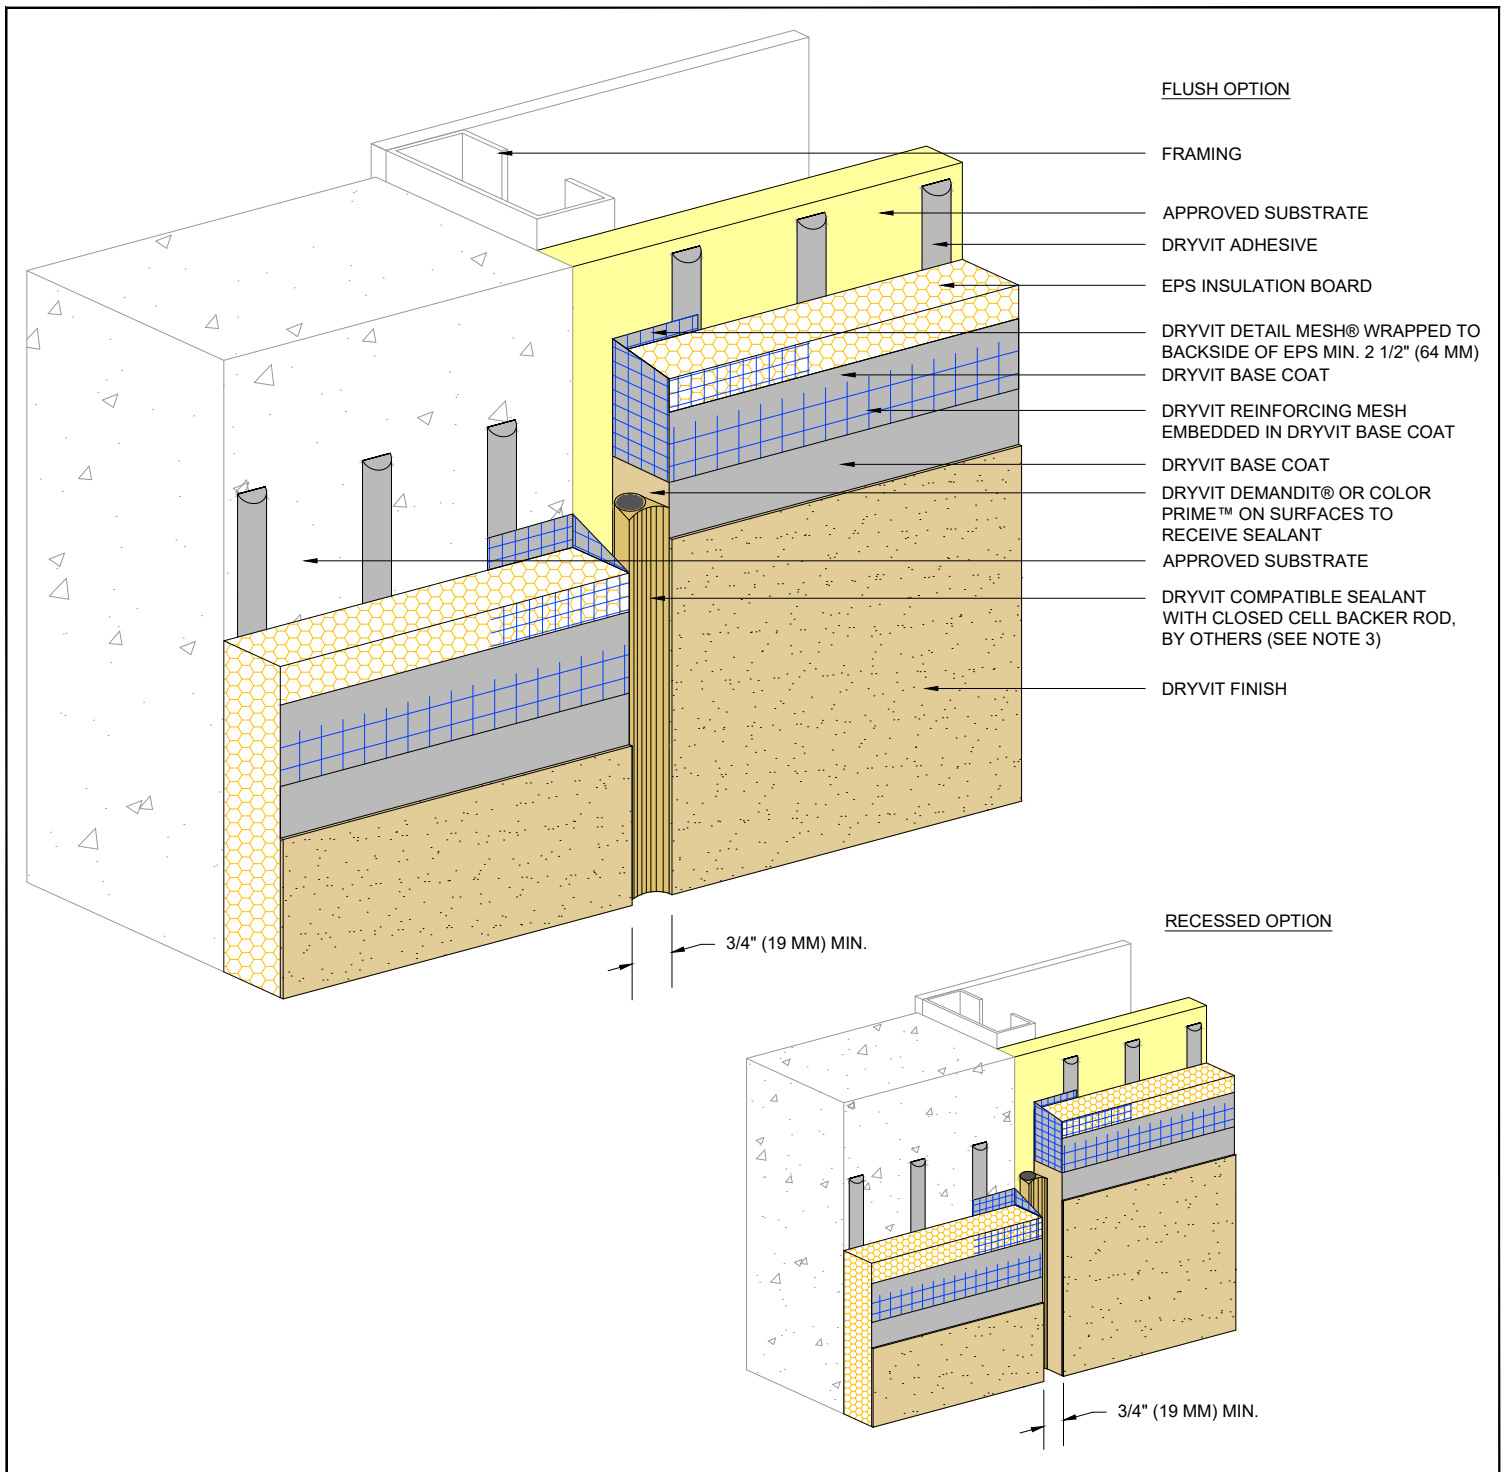 FLUSH OPTION
FRAMING
APPROVED SUBSTRATE
DRYVIT ADHESIVE
EPS INSULATION BOARD
DRYVIT DETAIL MESH® WRAPPED TO
BACKSIDE OF EPS MIN. 2 1/2" (64 MM)
DRYVIT BASE COAT
DRYVIT REINFORCING MESH
EMBEDDED IN DRYVIT BASE COAT
DRYVIT BASE COAT
DRYVIT DEMANDIT® OR COLOR
PRIME™ ON SURFACES TO
RECEIVE SEALANT
APPROVED SUBSTRATE
DRYVIT COMPATIBLE SEALANT
WITH CLOSED CELL BACKER ROD,
BY OTHERS (SEE NOTE 3)
DRYVIT FINISH
3/4" (19 MM) MIN.
RECESSED OPTION
3/4" (19 MM) MIN.